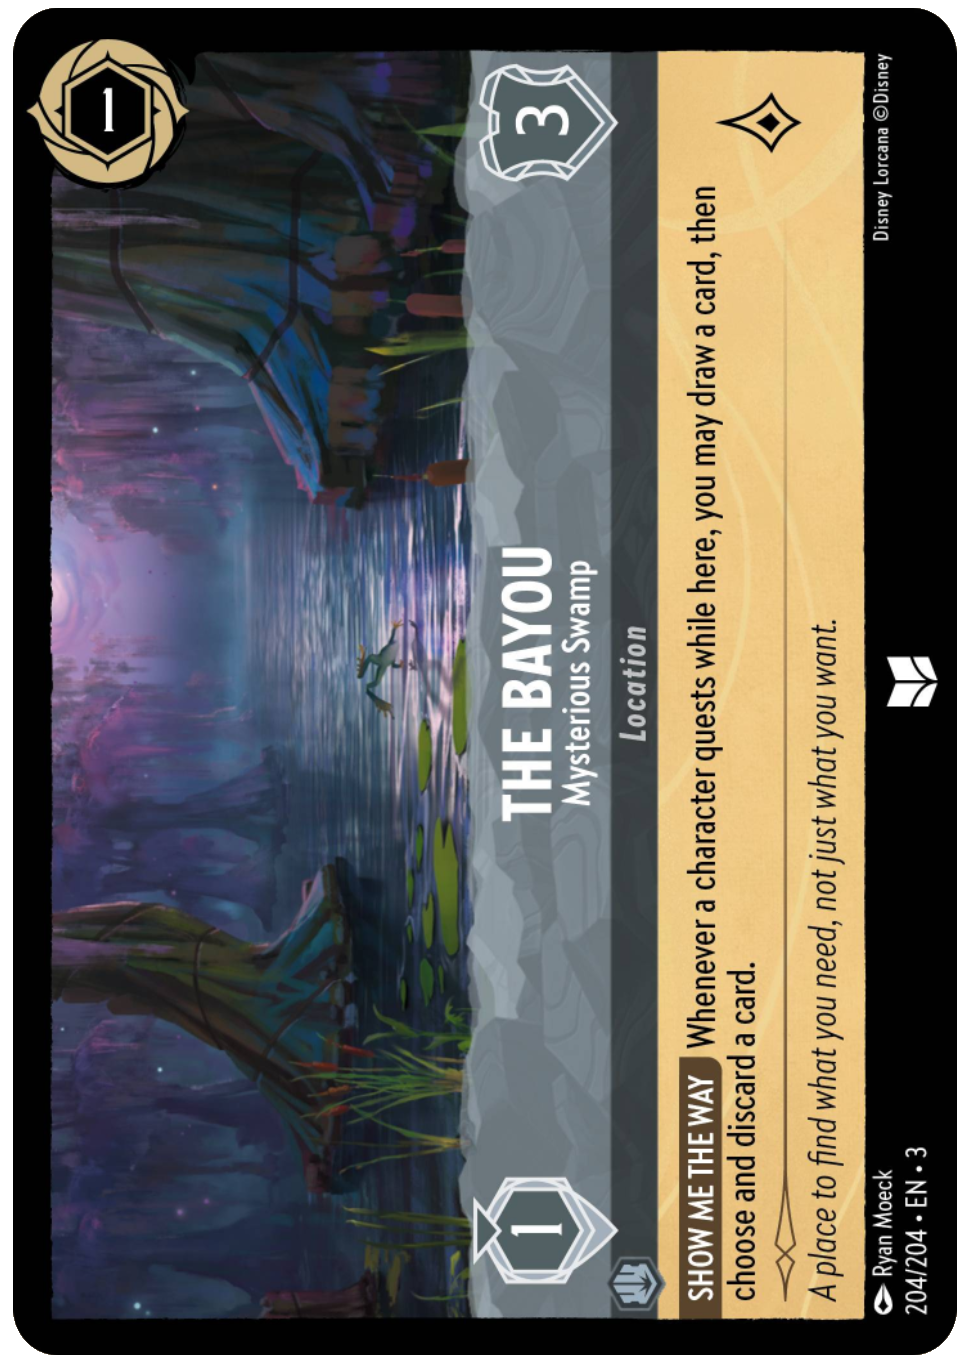 1
3
THE BAYOU
Mysterious Swamp
1
Location
SHOW ME THE WAY Whenever a character quests while here, you may draw a card, then
choose and discard a card.
A place to find what you need, not just what you want.
Ryan Moeck
204/204 • EN • 3
Disney Lorcana ©Disney